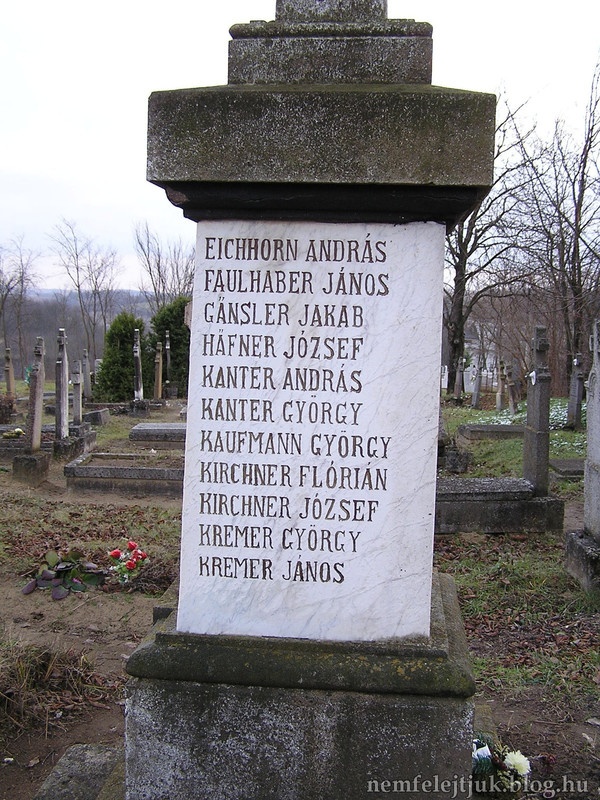 EICHHORN ANDRÁS
FAULHABER JÁNOS
GÄNSLER JAKAB
HÄFNER JÓZSEF
KANTER ANDRÁS
KANTER GYÖRGY
KAUFMANN GYÖRGY
KIRCHNER FLÓRIÁN
KIRCHNER JÓZSEF
KREMER GYÖRGY
KREMER JÁNOS
nemfelejtjuk.blog.hu